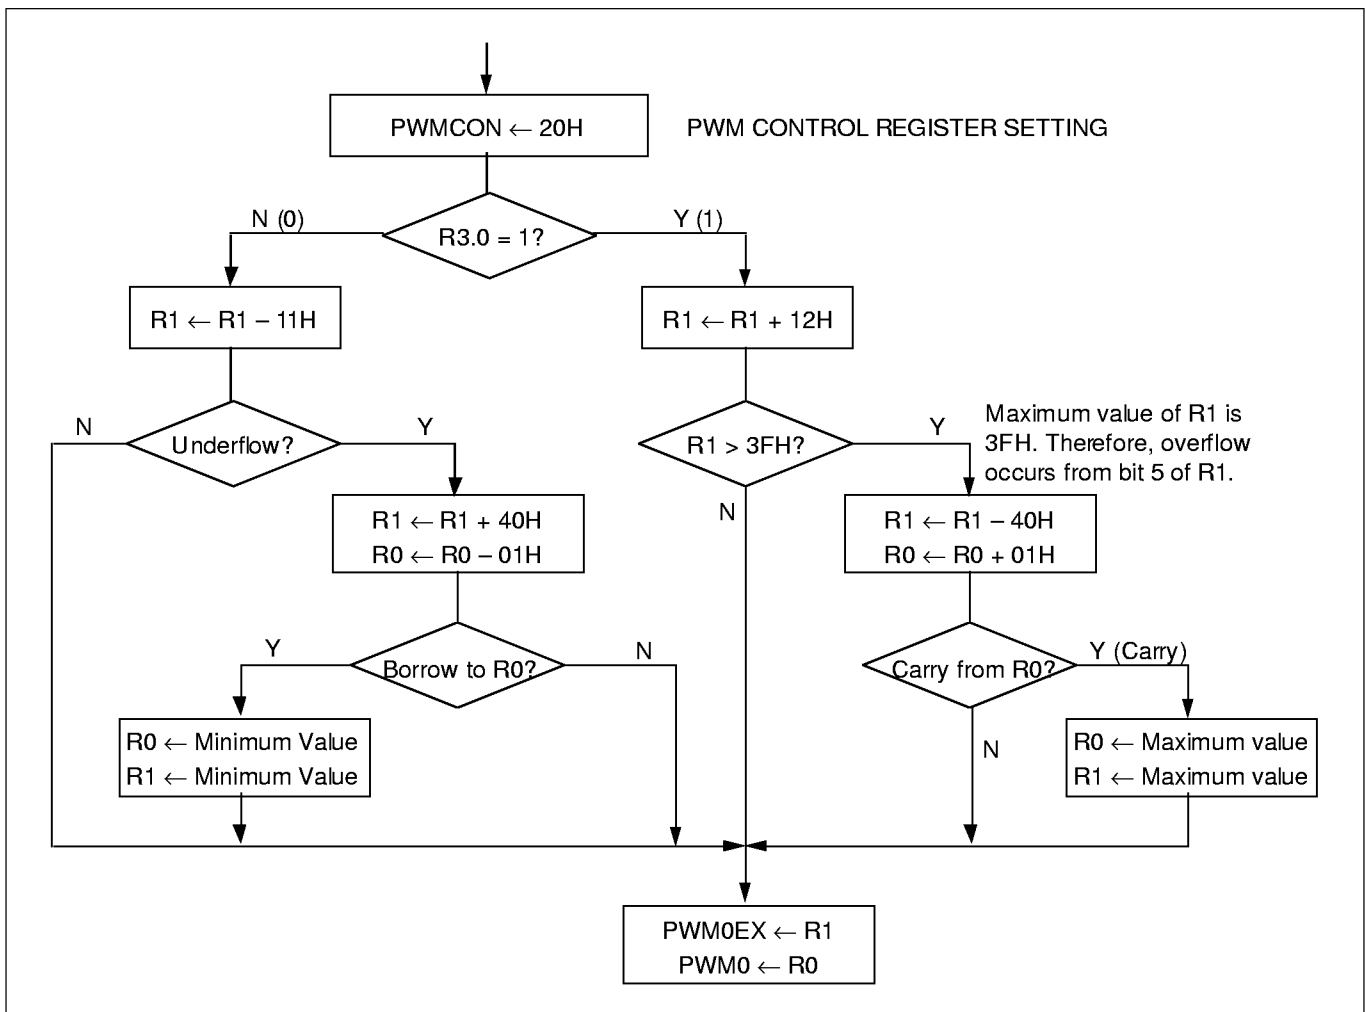 PWMCON ← 20H
PWM CONTROL REGISTER SETTING
N (0)
Y (1)
R3.0 = 1?
R1 ← R1 – 11H
R1 ← R1 + 12H
N
Underflow?
Y
R1 > 3FH?
Y
Maximum value of R1 is
3FH. Therefore, overflow
occurs from bit 5 of R1.
N
R1 ← R1 + 40H
R0 ← R0 – 01H
R1 ← R1 – 40H
R0 ← R0 + 01H
Y
Borrow to R0?
N
Carry from R0?
Y (Carry)
R0 ← Minimum Value
R1 ← Minimum Value
N
R0 ← Maximum value
R1 ← Maximum value
PWM0EX ← R1
PWM0 ← R0